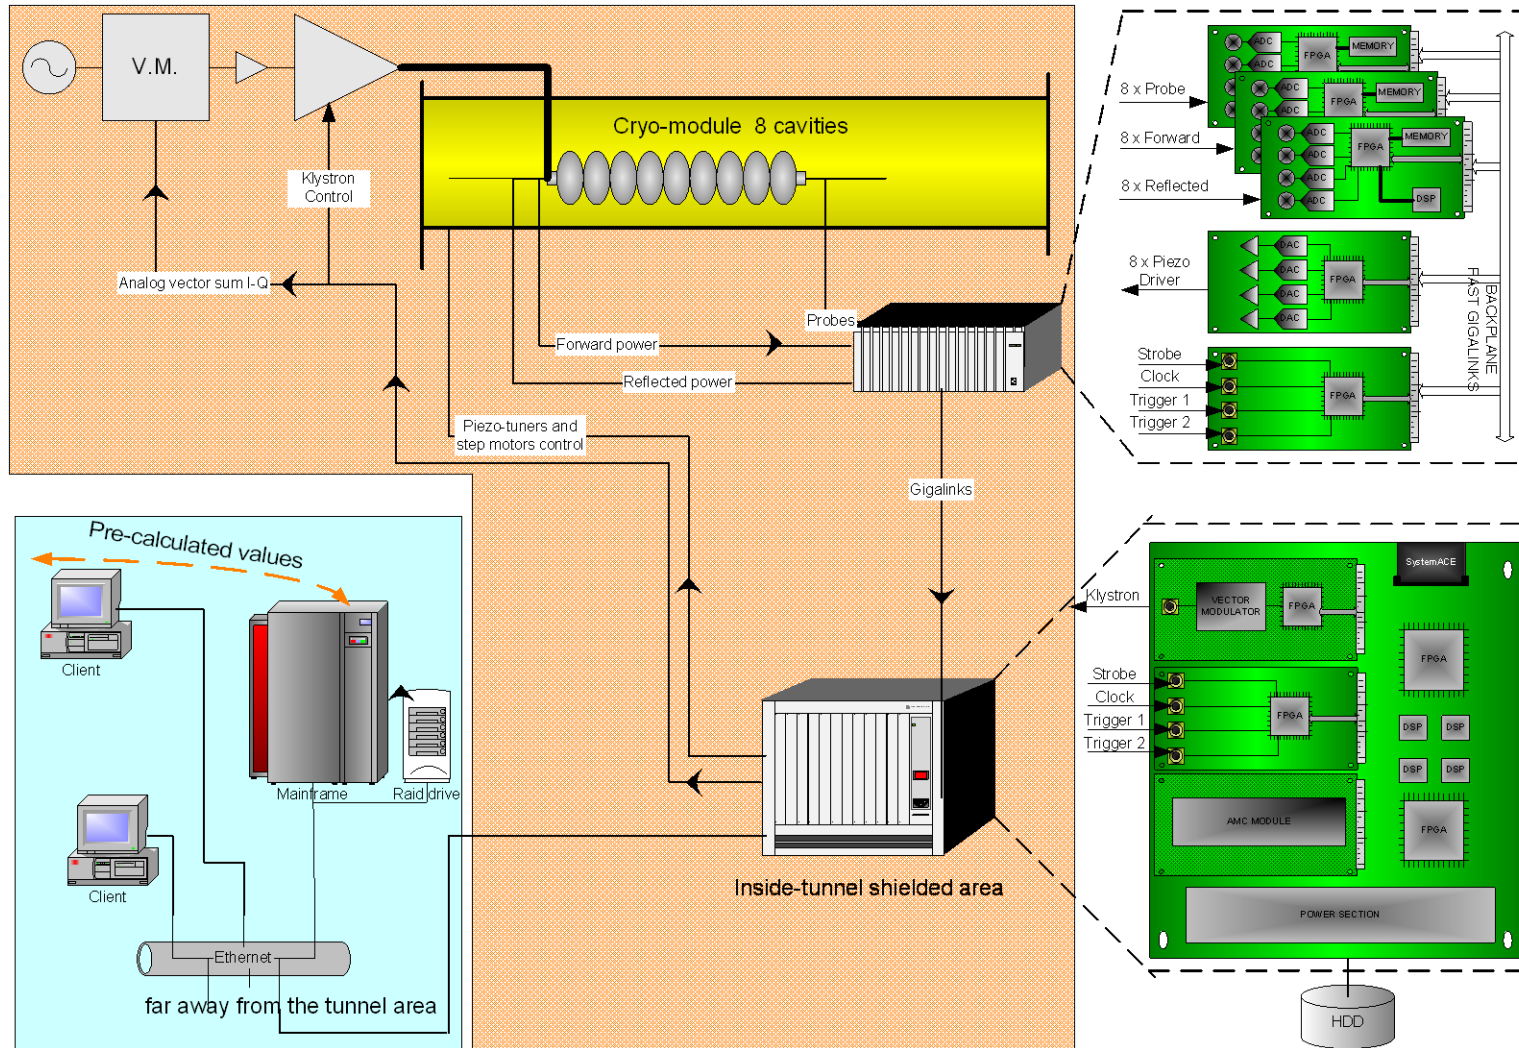 V.M.
Cryo-module  8 cavities
Klystron
Control
Analog vector sum I-Q
Probes
Forward power
Reflected power
Piezo-tuners and
step motors control
Gigalinks
Inside-tunnel shielded area
Pre-calculated values
Client
Mainframe
Raid drive
Client
Ethernet
far away from the tunnel area
8 x Probe
8 x Forward
8 x Reflected
ADC
ADC
FPGA
MEMORY
FPGA
MEMORY
ADC
ADC
ADC
ADC
FPGA
MEMORY
DSP
8 x Piezo
Driver
DAC
DAC
DAC
DAC
FPGA
Strobe
Clock
Trigger 1
Trigger 2
FPGA
BACKPLANE
FAST GIGALINKS
SystemACE
Klystron
VECTOR
MODULATOR
FPGA
FPGA
Strobe
Clock
Trigger 1
Trigger 2
FPGA
DSP
DSP
DSP
DSP
AMC MODULE
FPGA
POWER SECTION
HDD